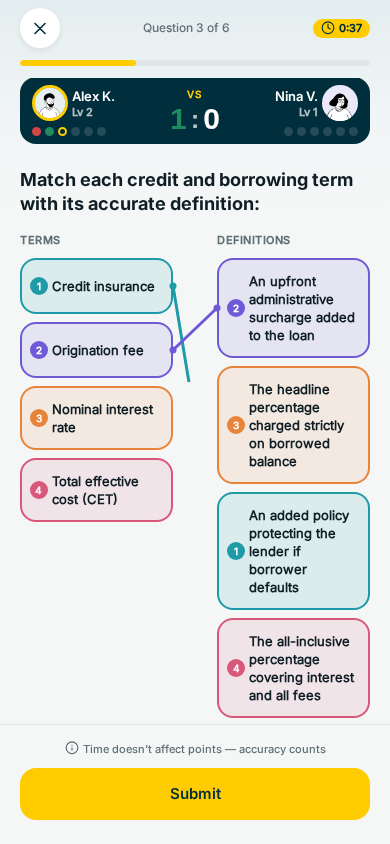 Question 3 of 6
0:37
Alex K.
Lv 2
VS
1 : 0
Nina V.
Lv 1
Match each credit and borrowing term
with its accurate definition:
TERMS
1 Credit insurance
2 Origination fee
3 Nominal interest
rate
4 Total effective
cost (CET)
DEFINITIONS
2 An upfront
administrative
surcharge added
to the loan
3 The headline
percentage
charged strictly
on borrowed
balance
1 An added policy
protecting the
lender if
borrower
defaults
4 The all-inclusive
percentage
covering interest
and all fees
Time doesn't affect points — accuracy counts
Submit